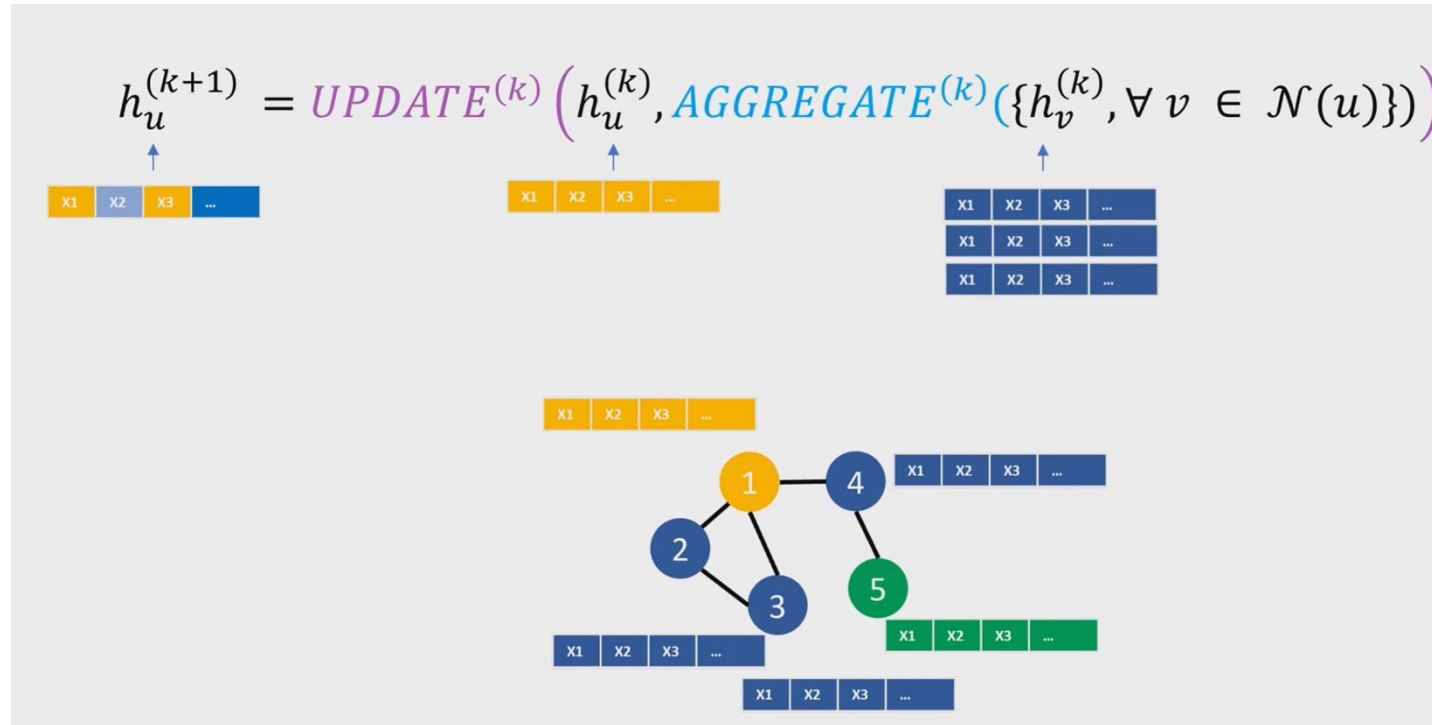 h_u^{(k+1)} = UPDATE^{(k)} ( h_u^{(k)}, AGGREGATE^{(k)}({h_v^{(k)}, ∀ v ∈ 𝒩(u)}) )
X1 X2 X3 ...
X1 X2 X3 ...
X1 X2 X3 ...
X1 X2 X3 ...
X1 X2 X3 ...
X1 X2 X3 ...
1
4
X1 X2 X3 ...
2
5
3
X1 X2 X3 ...
X1 X2 X3 ...
X1 X2 X3 ...